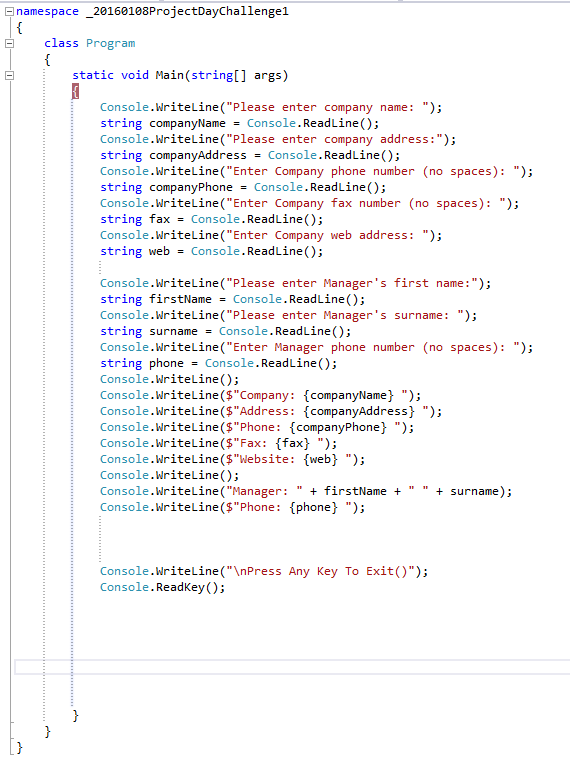 namespace _20160108ProjectDayChallenge1
{
class Program
{
static void Main(string[] args)
{
Console.WriteLine("Please enter company name: ");
string companyName = Console.ReadLine();
Console.WriteLine("Please enter company address:");
string companyAddress = Console.ReadLine();
Console.WriteLine("Enter Company phone number (no spaces): ");
string companyPhone = Console.ReadLine();
Console.WriteLine("Enter Company fax number (no spaces): ");
string fax = Console.ReadLine();
Console.WriteLine("Enter Company web address: ");
string web = Console.ReadLine();
Console.WriteLine("Please enter Manager's first name:");
string firstName = Console.ReadLine();
Console.WriteLine("Please enter Manager's surname: ");
string surname = Console.ReadLine();
Console.WriteLine("Enter Manager phone number (no spaces): ");
string phone = Console.ReadLine();
Console.WriteLine();
Console.WriteLine($"Company: {companyName} ");
Console.WriteLine($"Address: {companyAddress} ");
Console.WriteLine($"Phone: {companyPhone} ");
Console.WriteLine($"Fax: {fax} ");
Console.WriteLine($"Website: {web} ");
Console.WriteLine();
Console.WriteLine("Manager: " + firstName + " " + surname);
Console.WriteLine($"Phone: {phone} ");
Console.WriteLine("\nPress Any Key To Exit()");
Console.ReadKey();
}
}
}